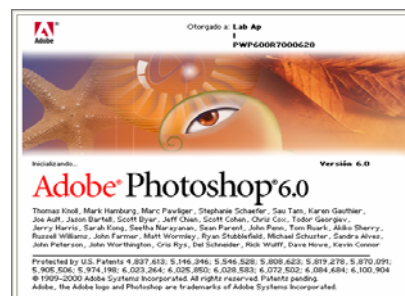 Adobe
Otorgado a: Lab Ap
I
PWP600R7000620
Inicializando...
Versión 6.0
Adobe® Photoshop® 6.0
Thomas Knoll, Mark Hamburg, Marc Pawliger, Stephanie Schaefer, Sau Tam, Karen Gauthier,
Joe Ault, Jason Bartell, Scott Byer, Jeff Chien, Scott Cohen, Chris Cox, Todor Georgiev,
Jerry Harris, Sarah Kong, Seetha Narayanan, Sean Parent, John Penn, Tom Ruark, Akiko Sherry,
Russell Williams, John Farmer, Matt Wormley, Ryan Stubblefield, Michael Schuster, Sandra Alves,
John Peterson, John Worthington, Cris Rys, Del Schneider, Rick Wulff, Dave Howe, Kevin Connor
Protected by U.S. Patents 4,837,613; 5,146,346; 5,546,528; 5,808,623; 5,819,278; 5,870,091;
5,905,506; 5,974,198; 6,023,264; 6,025,850; 6,028,583; 6,072,502; 6,084,684; 6,100,904
© 1989-2000 Adobe Systems Incorporated. All rights reserved. Patents pending.
Adobe, the Adobe logo and Photoshop are trademarks of Adobe Systems Incorporated.